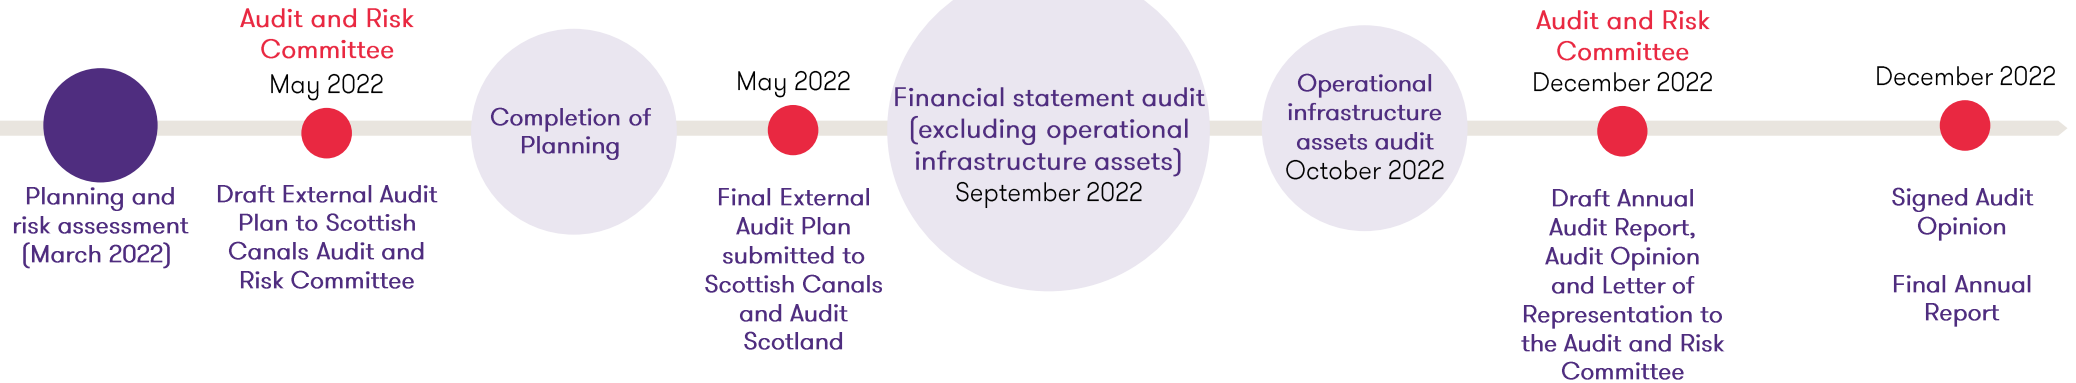 Planning and
risk assessment
(March 2022)
Audit and Risk
Committee
May 2022
Draft External Audit
Plan to Scottish
Canals Audit and
Risk Committee
Completion of
Planning
May 2022
Final External
Audit Plan
submitted to
Scottish Canals
and Audit
Scotland
Financial statement audit
(excluding operational
infrastructure assets)
September 2022
Operational
infrastructure
assets audit
October 2022
Audit and Risk
Committee
December 2022
Draft Annual
Audit Report,
Audit Opinion
and Letter of
Representation to
the Audit and Risk
Committee
December 2022
Signed Audit
Opinion
Final Annual
Report